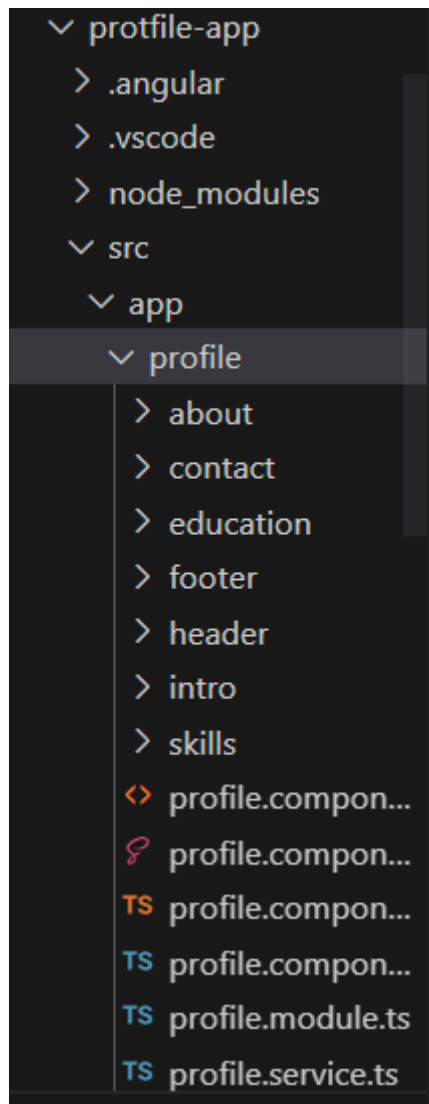 protfile-app
.angular
.vscode
node_modules
src
app
profile
about
contact
education
footer
header
intro
skills
profile.compon...
profile.compon...
TS profile.compon...
TS profile.compon...
TS profile.module.ts
TS profile.service.ts